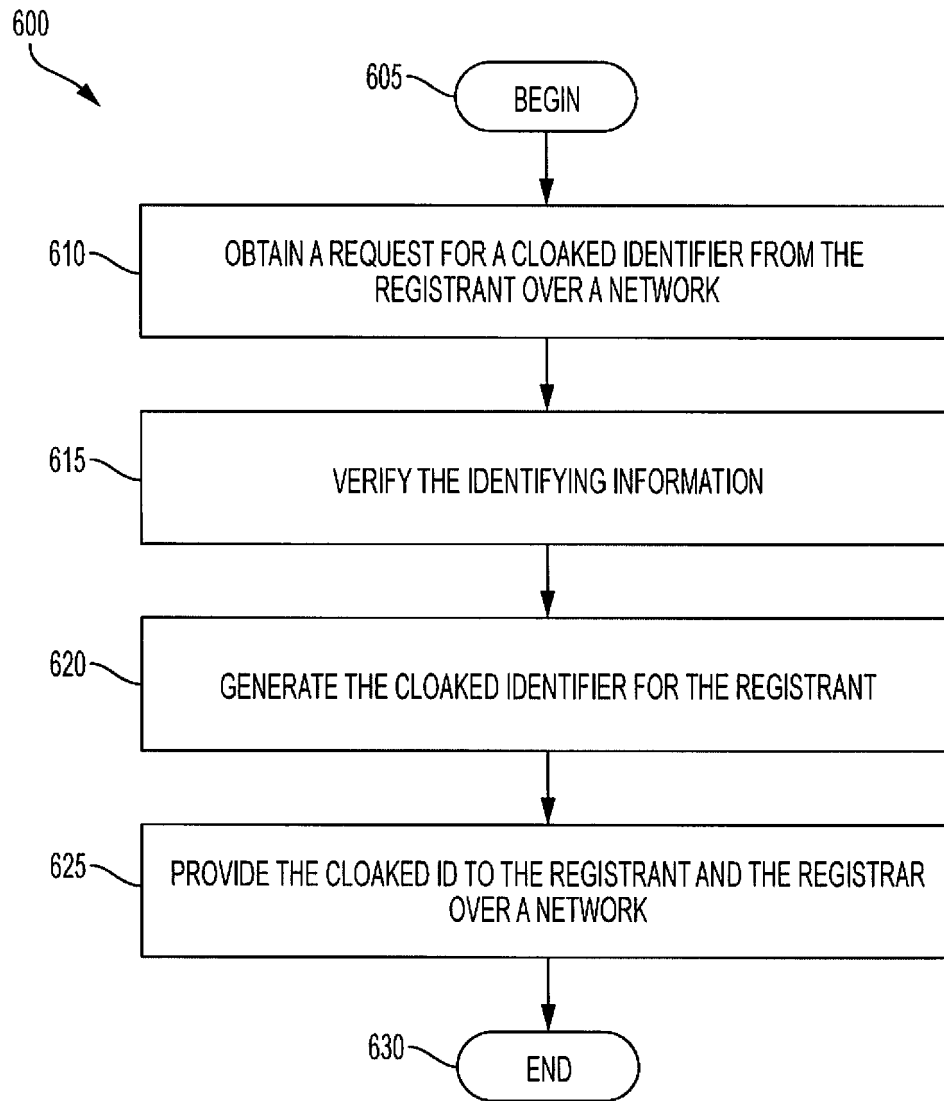 600
605
BEGIN
610
OBTAIN A REQUEST FOR A CLOAKED IDENTIFIER FROM THE
REGISTRANT OVER A NETWORK
615
VERIFY THE IDENTIFYING INFORMATION
620
GENERATE THE CLOAKED IDENTIFIER FOR THE REGISTRANT
625
PROVIDE THE CLOAKED ID TO THE REGISTRANT AND THE REGISTRAR
OVER A NETWORK
630
END